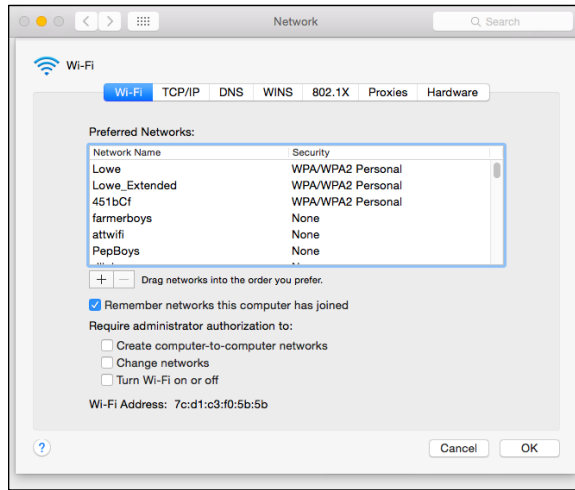 Network
Search
Wi-Fi
Wi-Fi TCP/IP DNS WINS 802.1X Proxies Hardware
Preferred Networks:
Network Name Security
Lowe WPA/WPA2 Personal
Lowe_Extended WPA/WPA2 Personal
451bCf WPA/WPA2 Personal
farmerboys None
attwifi None
PepBoys None
+ − Drag networks into the order you prefer.
Remember networks this computer has joined
Require administrator authorization to:
Create computer-to-computer networks
Change networks
Turn Wi-Fi on or off
Wi-Fi Address: 7c:d1:c3:f0:5b:5b
? Cancel OK